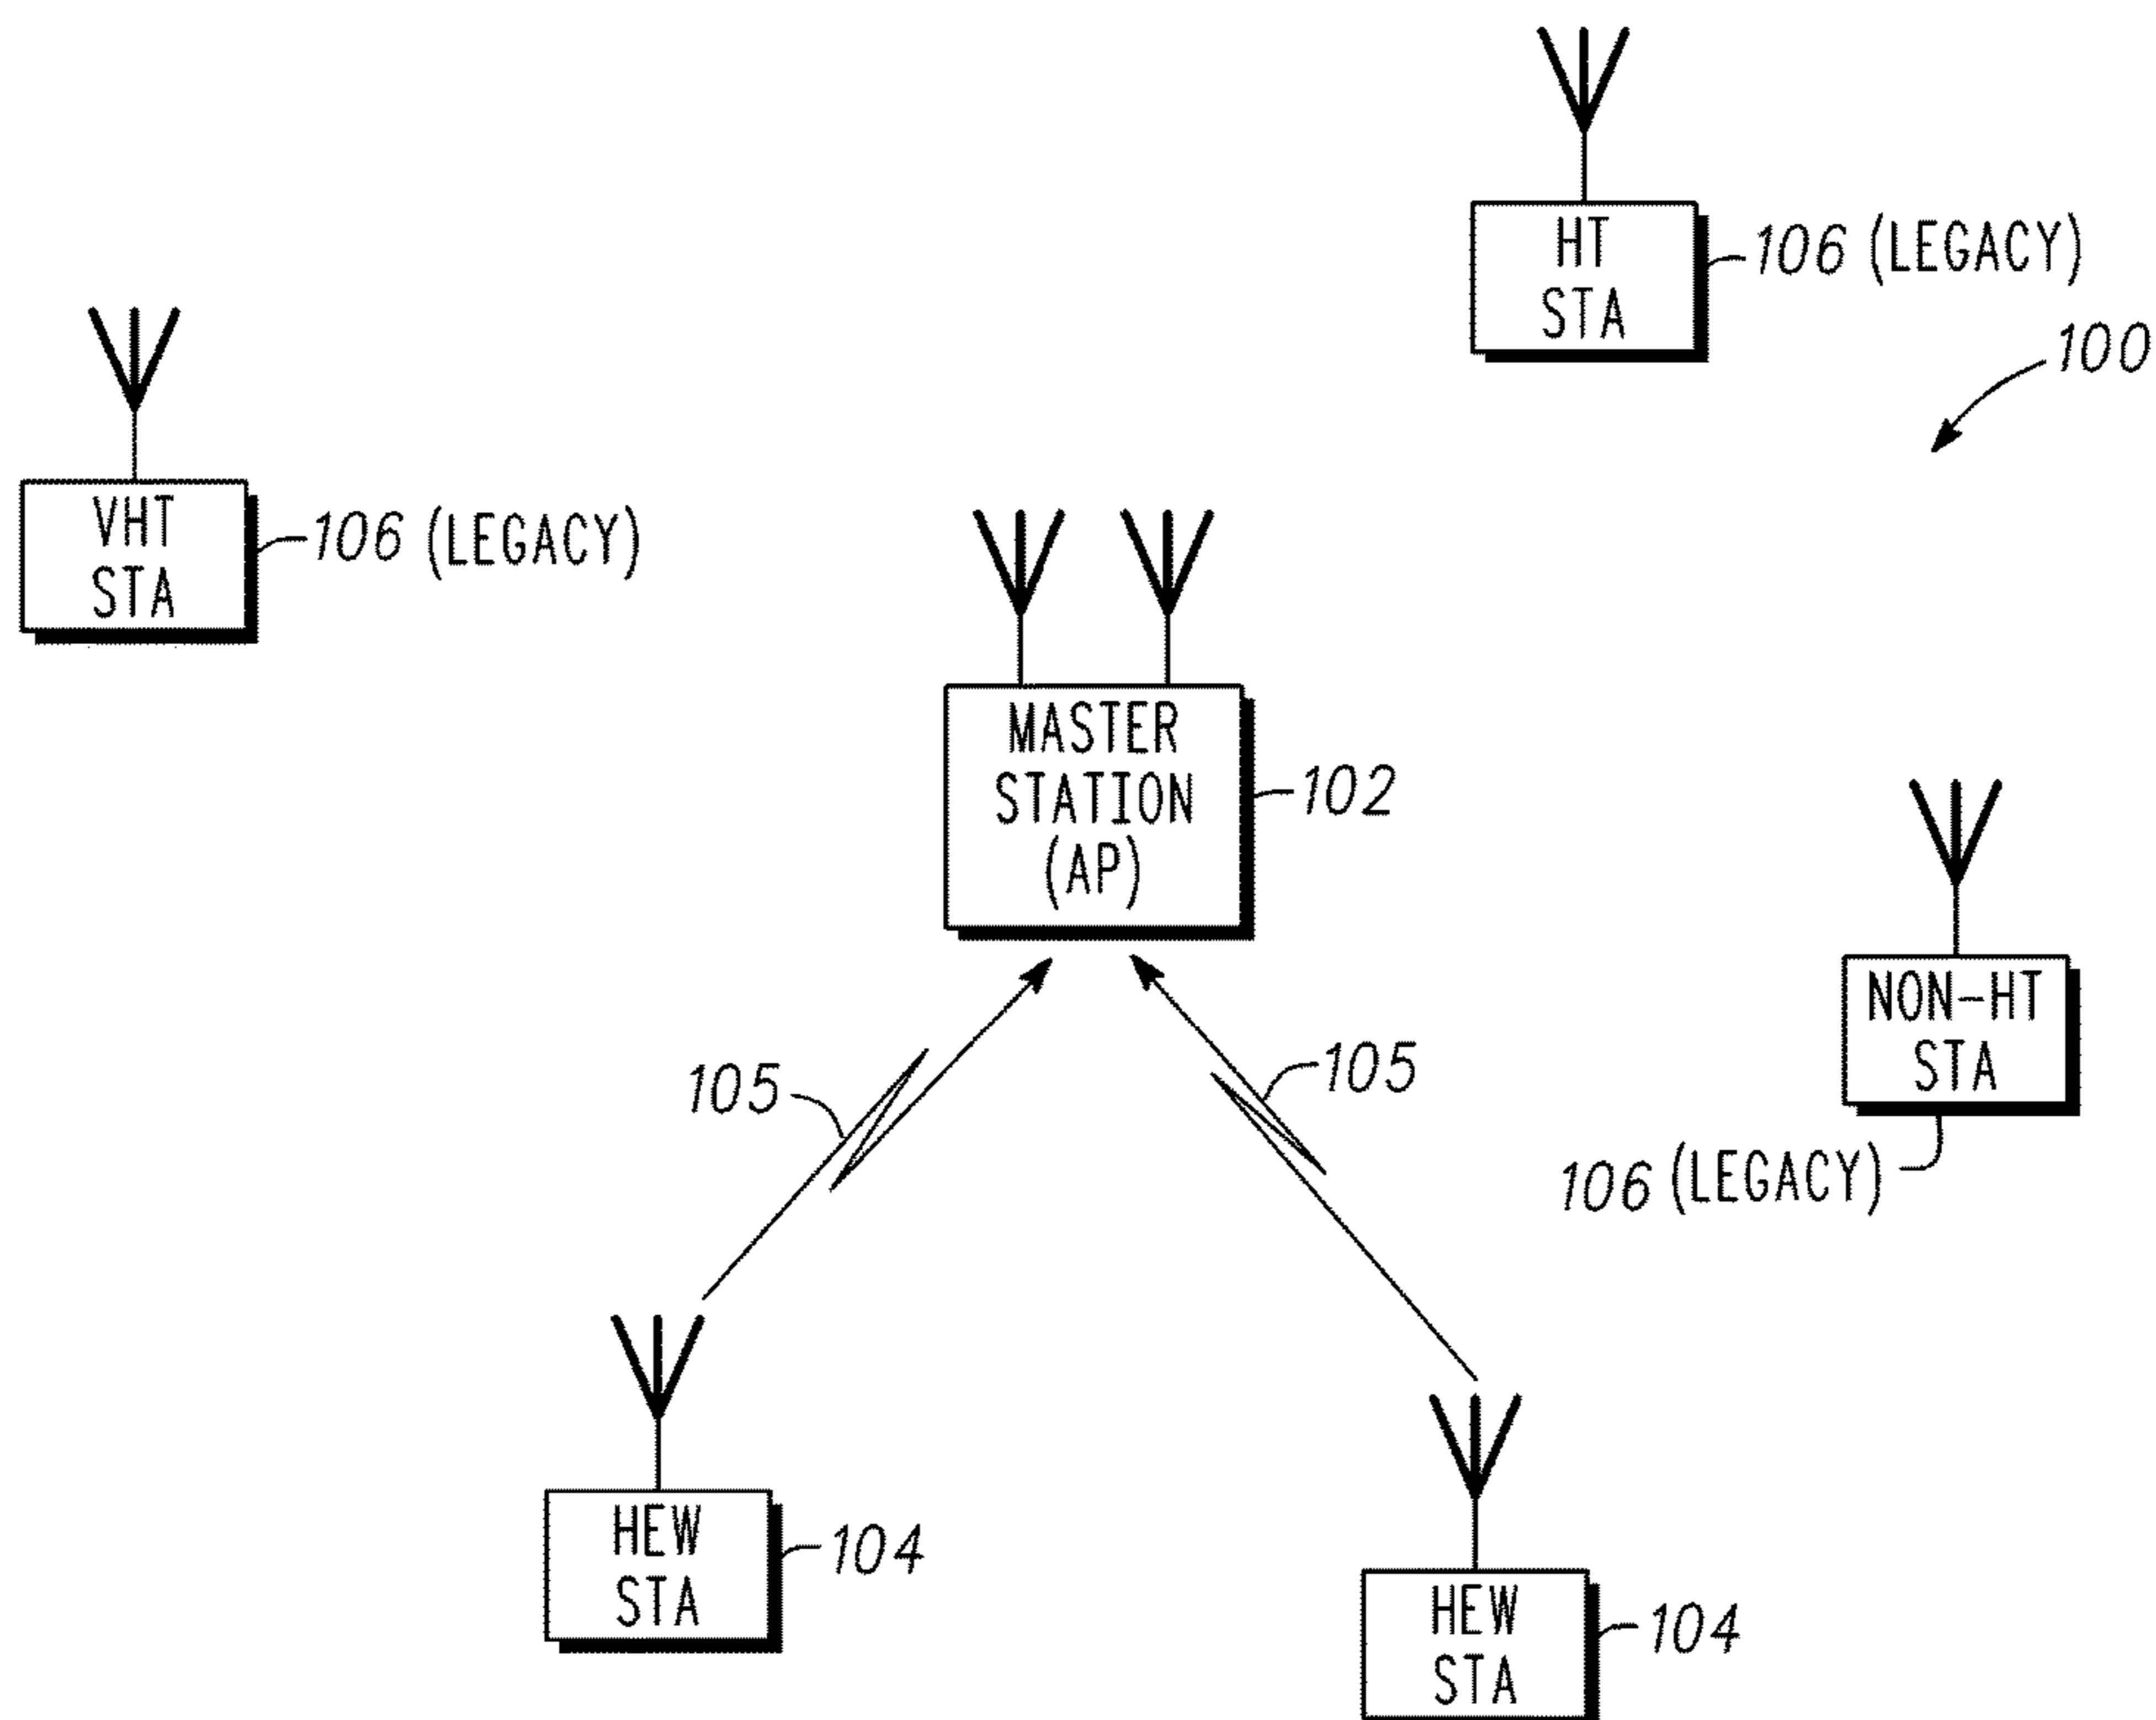 HT
STA
106 (LEGACY)
100
VHT
STA
106 (LEGACY)
MASTER
STATION
(AP)
102
NON-HT
STA
106 (LEGACY)
105
105
HEW
STA
104
HEW
STA
104